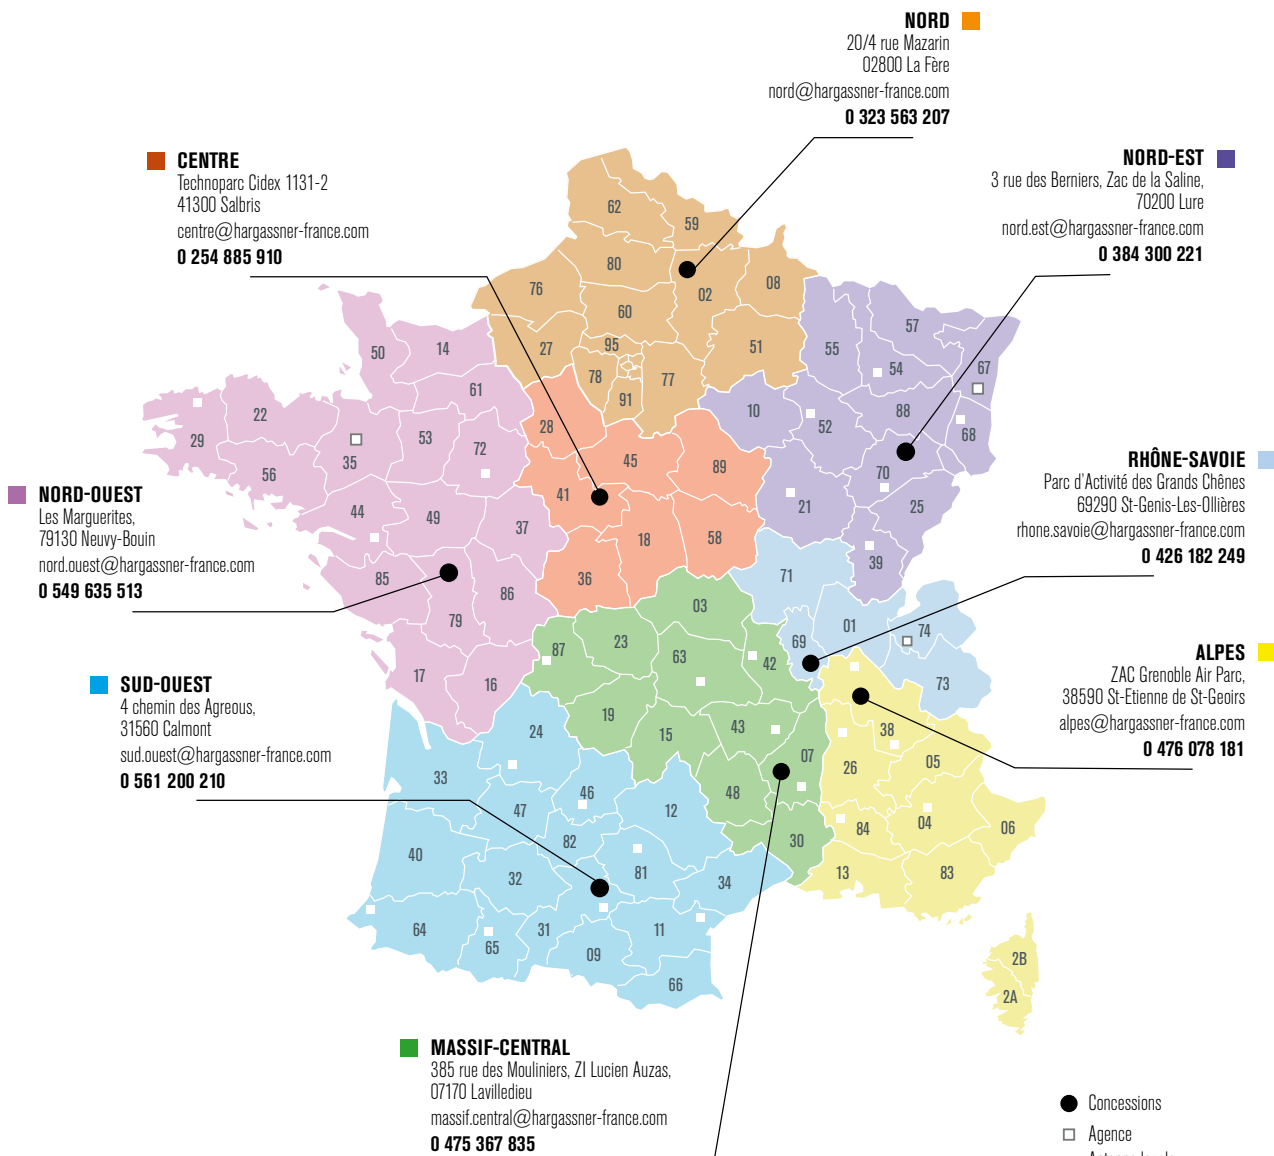 NORD
20/4 rue Mazarin
02800 La Fère
nord@hargassner-france.com
0 323 563 207
CENTRE
Technoparc Cidex 1131-2
41300 Salbris
centre@hargassner-france.com
0 254 885 910
NORD-EST
3 rue des Berniers, Zac de la Saline,
70200 Lure
nord.est@hargassner-france.com
0 384 300 221
NORD-OUEST
Les Marguerites,
79130 Neuvy-Bouin
nord.ouest@hargassner-france.com
0 549 635 513
RHÔNE-SAVOIE
Parc d'Activité des Grands Chênes
69290 St-Genis-Les-Ollières
rhone.savoie@hargassner-france.com
0 426 182 249
SUD-OUEST
4 chemin des Agreous,
31560 Calmont
sud.ouest@hargassner-france.com
0 561 200 210
ALPES
ZAC Grenoble Air Parc,
38590 St-Etienne de St-Geoirs
alpes@hargassner-france.com
0 476 078 181
MASSIF-CENTRAL
385 rue des Mouliniers, ZI Lucien Auzas,
07170 Lavilledieu
massif.central@hargassner-france.com
0 475 367 835
62
59
80
76
02
08
60
27
95
51
78
77
91
55
57
54
67
10
52
88
68
70
21
25
39
50
14
61
22
29
53
72
35
56
44
49
37
85
86
79
17
16
28
45
89
41
18
58
36
71
01
74
69
73
03
23
87
63
42
19
15
43
07
48
30
38
26
05
04
06
84
13
83
2B
2A
24
33
46
47
12
82
40
32
81
34
64
65
31
09
11
66
Concessions
Agence